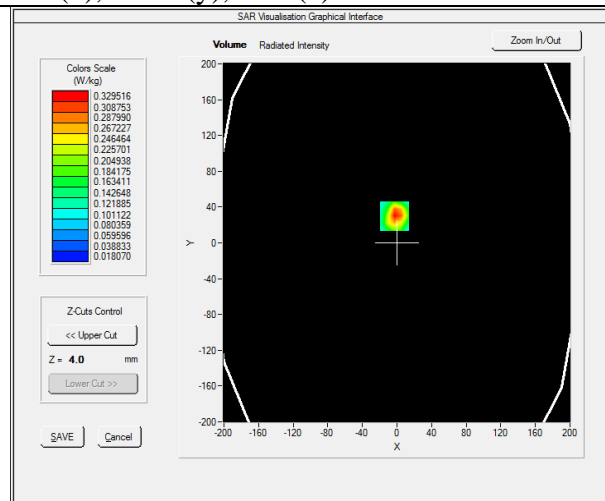 SAR Visualisation Graphical Interface
Volume Radiated Intensity
Zoom In/Out
Colors Scale
(W/kg)
0.329516
0.308753
0.287990
0.267227
0.246464
0.225701
0.204938
0.184175
0.163411
0.142648
0.121885
0.101122
0.080359
0.059596
0.038833
0.018070
Z-Cuts Control
<< Upper Cut
Z = 4.0 mm
Lower Cut >>
SAVE Cancel
200
160
120
80
40
0
-40
-80
-120
-160
-200
Y
-200 -160 -120 -80 -40 0 40 80 120 160 200
X